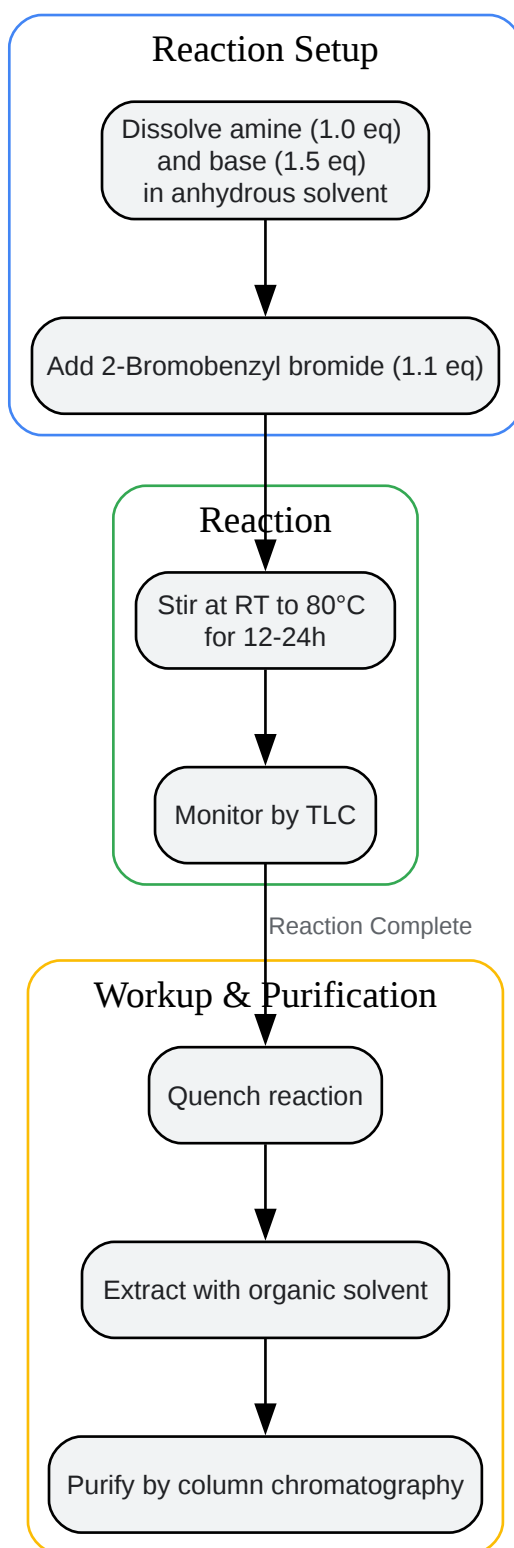 Reaction Setup
Dissolve amine (1.0 eq)
and base (1.5 eq)
in anhydrous solvent
Add 2-Bromobenzyl bromide (1.1 eq)
Reaction
Stir at RT to 80°C
for 12-24h
Monitor by TLC
Reaction Complete
Workup & Purification
Quench reaction
Extract with organic solvent
Purify by column chromatography